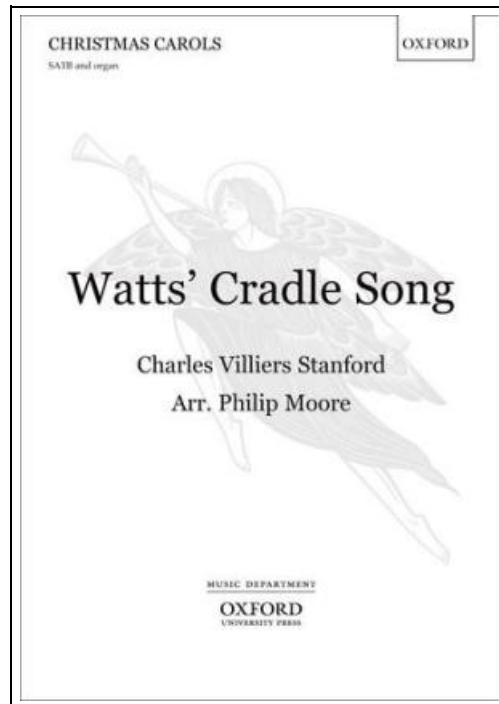 CHRISTMAS CAROLS
OXFORD
SATB and organ
Watts’ Cradle Song
Charles Villiers Stanford
Arr. Philip Moore
MUSIC DEPARTMENT
OXFORD
UNIVERSITY PRESS